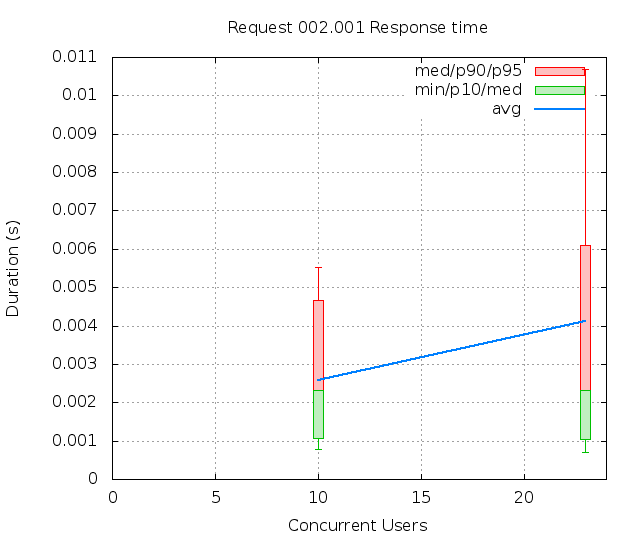 Request 002.001 Response time
med/p90/p95
min/p10/med
avg
Duration (s)
0.011
0.01
0.009
0.008
0.007
0.006
0.005
0.004
0.003
0.002
0.001
0
0 5 10 15 20
Concurrent Users